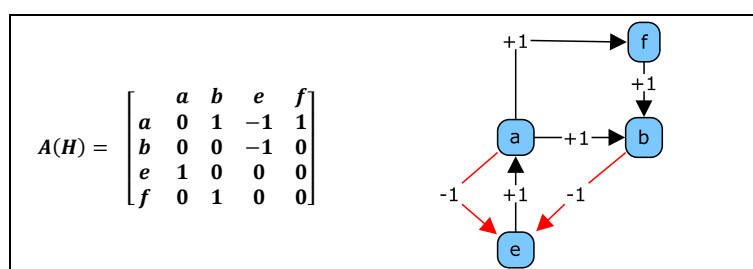 a b e f
a 0 1 −1 1
A(H) = b 0 0 −1 0
e 1 0 0 0
f 0 1 0 0
f
+1
+1
a
+1
b
-1
+1
-1
e